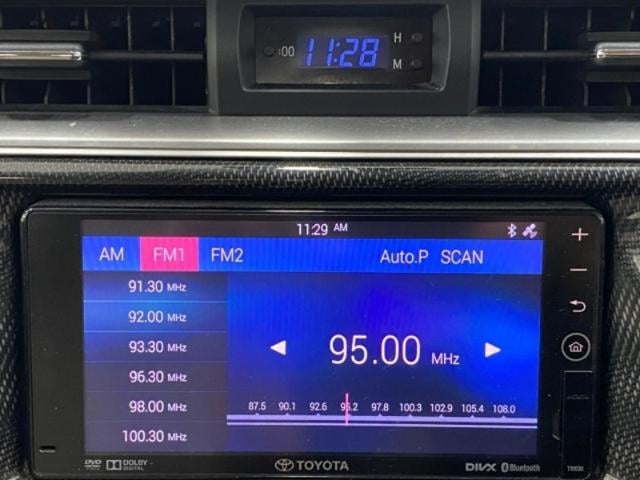 :00 11:28 H
M
11:29 AM
AM FM1 FM2 Auto.P SCAN
91.30 MHz
92.00 MHz
93.30 MHz
96.30 MHz
98.00 MHz
100.30 MHz
95.00 MHz
87.5 90.1 92.6 95.2 97.8 100.3 102.9 105.4 108.0
DVD DOLBY DIGITAL TOYOTA DIVX Bluetooth